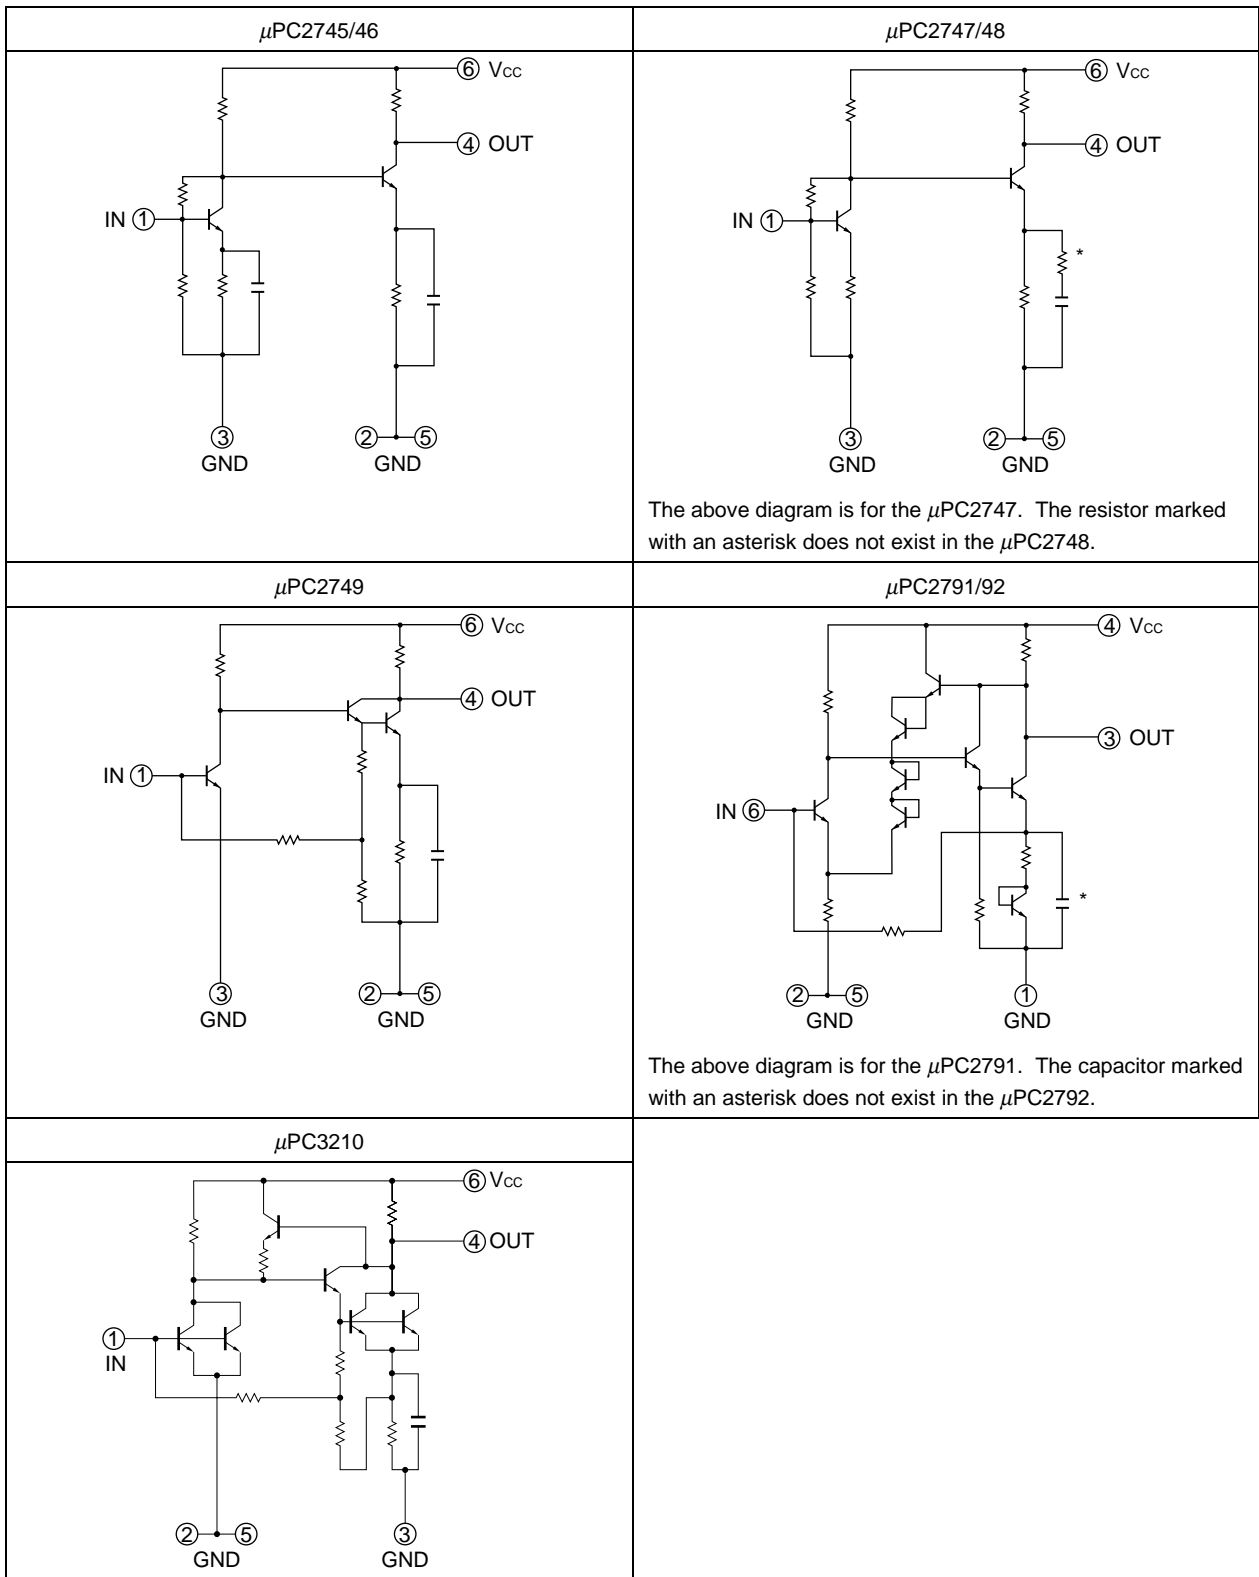 μPC2745/46
⑥ VCC
④ OUT
IN ①
③
GND
② ⑤
GND
μPC2747/48
⑥ VCC
④ OUT
*
IN ①
③
GND
② ⑤
GND
The above diagram is for the μPC2747. The resistor marked
with an asterisk does not exist in the μPC2748.
μPC2749
⑥ VCC
④ OUT
IN ①
③
GND
② ⑤
GND
μPC2791/92
④ VCC
③ OUT
IN ⑥
*
② ⑤
GND
①
GND
The above diagram is for the μPC2791. The capacitor marked
with an asterisk does not exist in the μPC2792.
μPC3210
⑥ VCC
④ OUT
①
IN
② ⑤
GND
③
GND